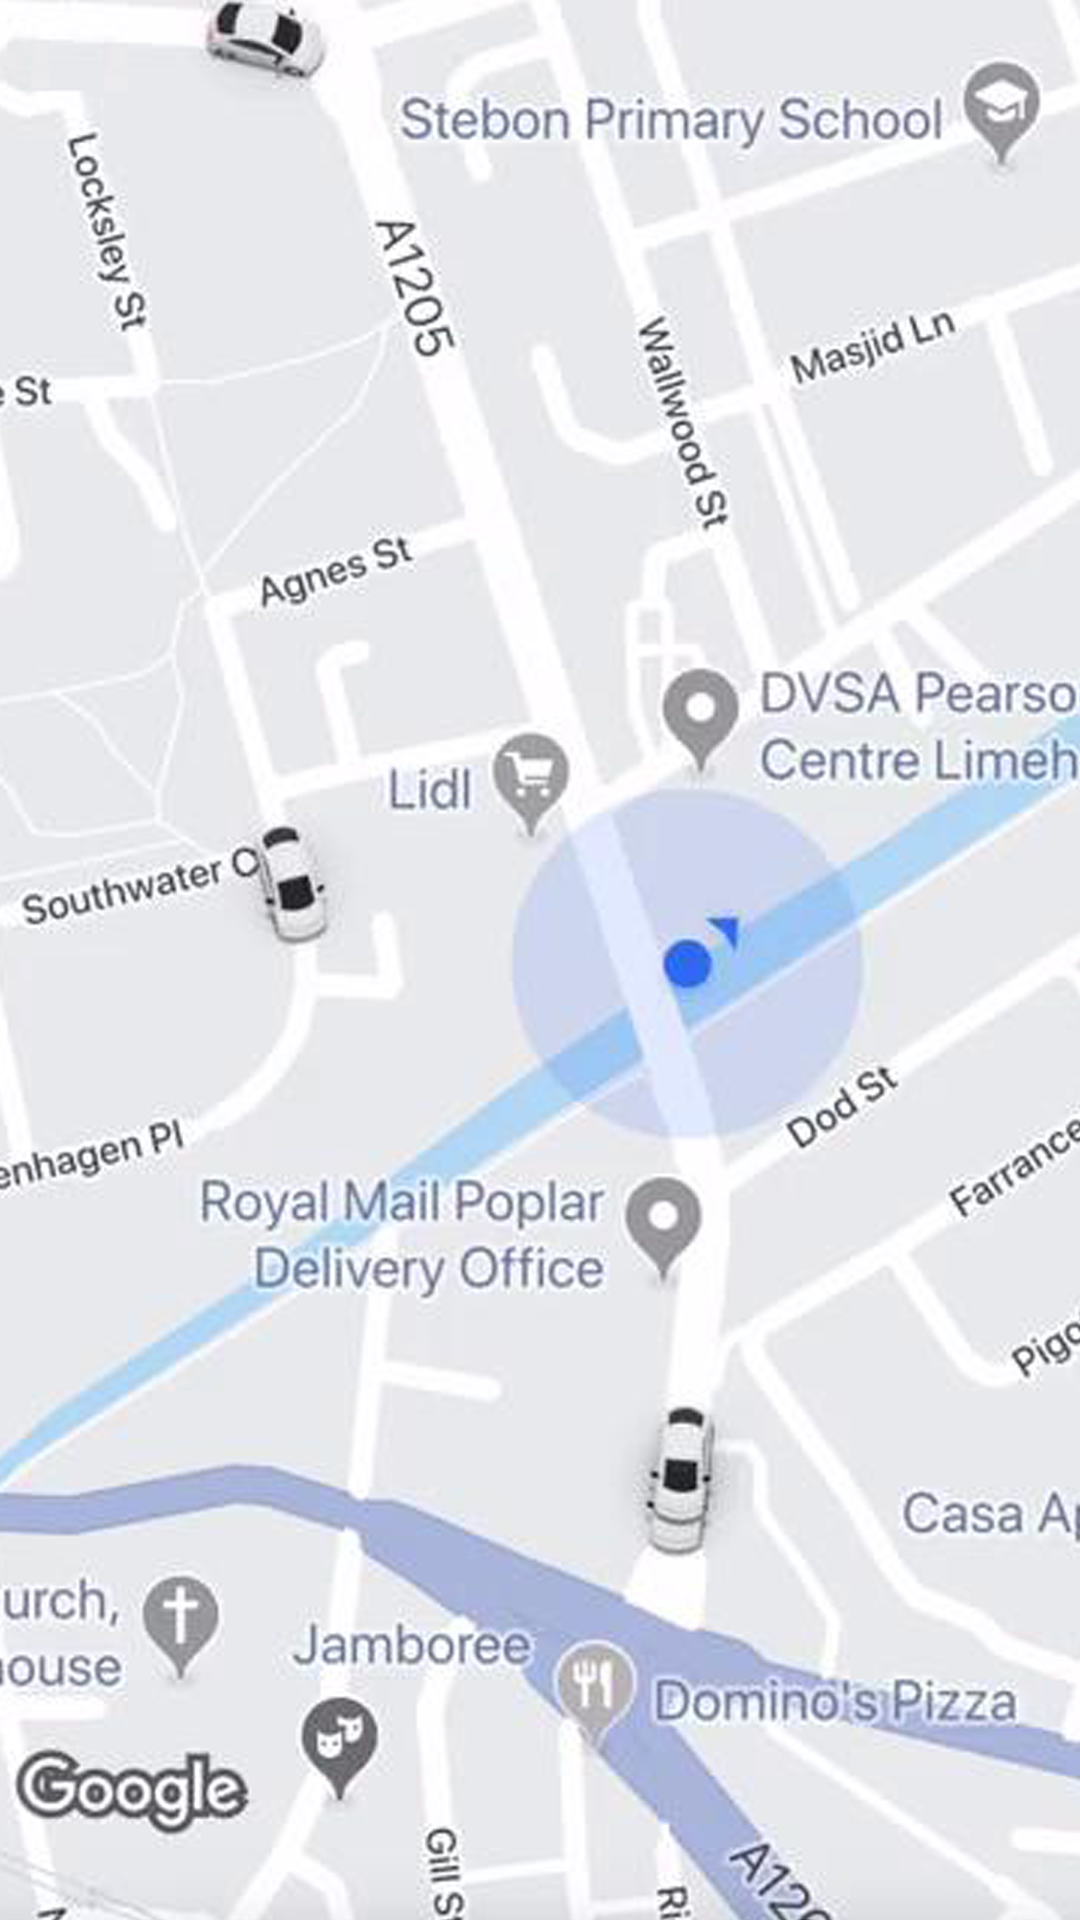 Stebon Primary School
Locksley St
A1205
Masjid Ln
Wallwood St
e St
Agnes St
DVSA Pearso
Centre Limeh
Lidl
Southwater C
Dod St
Farrance
enhagen Pl
Royal Mail Poplar
Delivery Office
Pigo
Casa Ap
urch,
ouse
Jamboree
Domino's Pizza
Google
Gill St
Ri
A120